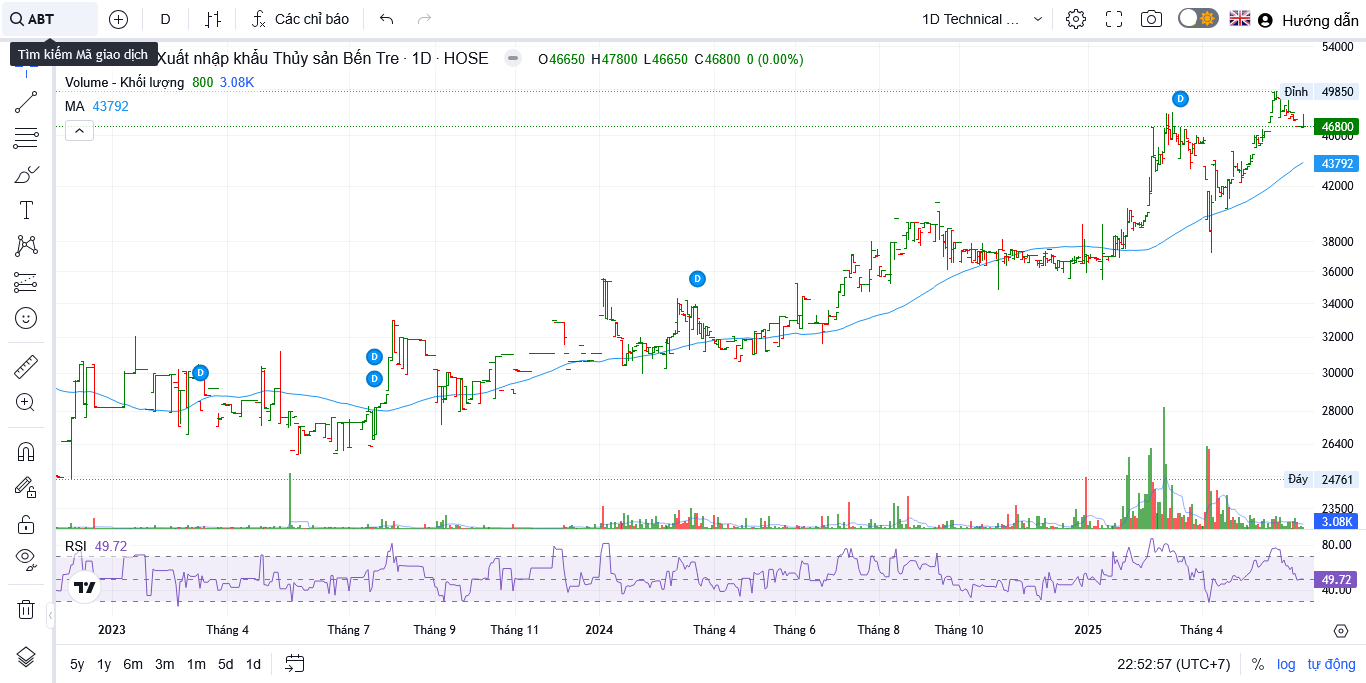 ABT
D
Các chỉ báo
1D Technical ...
Hướng dẫn
Tìm kiếm Mã giao dịch
Xuất nhập khẩu Thủy sản Bến Tre · 1D · HOSE
O46650 H47800 L46650 C46800 0 (0.00%)
Volume - Khối lượng 800 3.08K
MA 43792
54000
Đỉnh 49850
46800
46000
43792
42000
38000
36000
34000
32000
30000
28000
26400
Đáy 24761
23500
3.08K
D
D
D
D
D
RSI 49.72
80.00
49.72
40.00
2023 Tháng 4 Tháng 7 Tháng 9 Tháng 11 2024 Tháng 4 Tháng 6 Tháng 8 Tháng 10 2025 Tháng 4
5y 1y 6m 3m 1m 5d 1d
22:52:57 (UTC+7) % log tự động